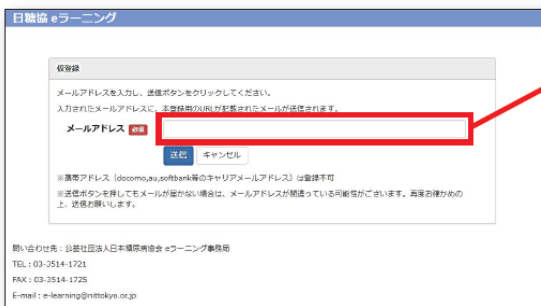 日糖協 eラーニング
仮登録
メールアドレスを入力し、送信ボタンをクリックしてください。
入力されたメールアドレスに、本登録用のURLが記載されたメールが送信されます。
メールアドレス 必須
送信 キャンセル
※携帯アドレス（docomo,au,softbank等のキャリアメールアドレス）は登録不可
※送信ボタンを押してもメールが届かない場合は、メールアドレスが間違っている可能性がございます。再度お確かめの
上、送信お願いします。
問い合わせ先：公益社団法人日本糖尿病協会 eラーニング事務局
TEL：03-3514-1721
FAX：03-3514-1725
E-mail：e-learning@nittokyo.or.jp